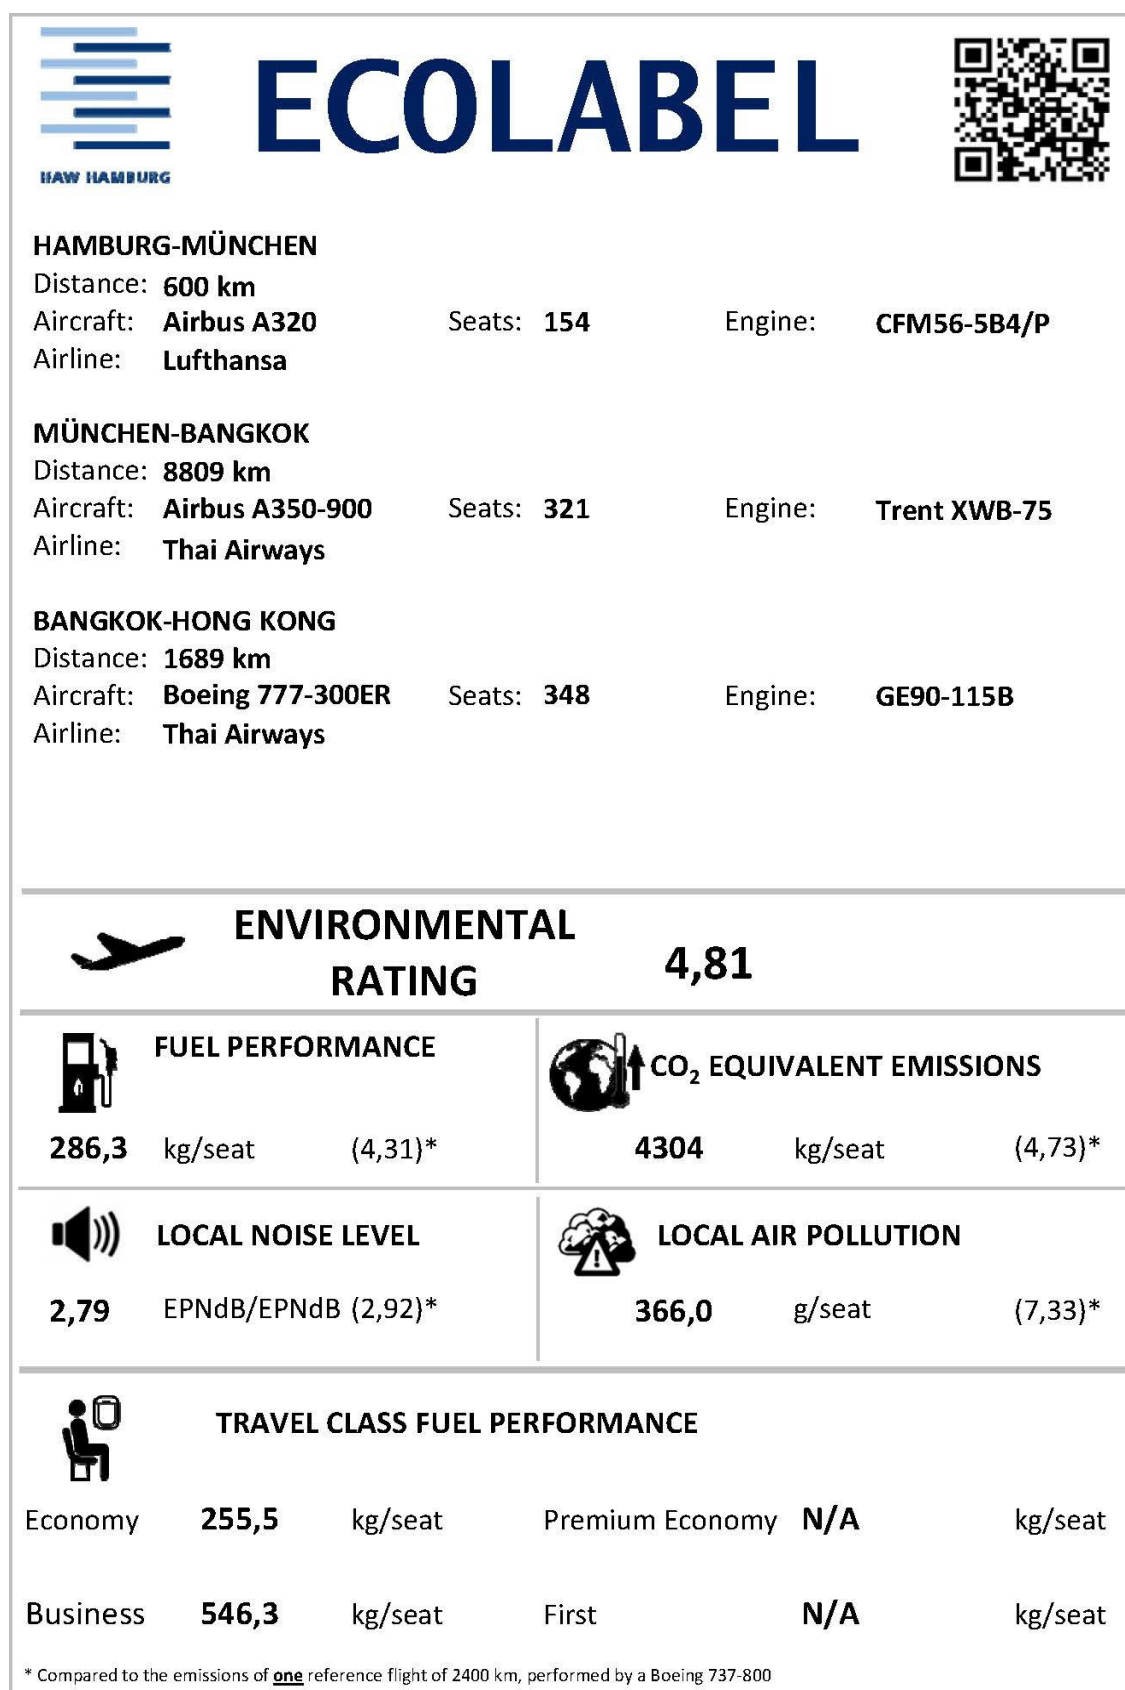 HAW HAMBURG
ECOLABEL
HAMBURG-MÜNCHEN
Distance: 600 km
Aircraft: Airbus A320 Seats: 154 Engine: CFM56-5B4/P
Airline: Lufthansa
MÜNCHEN-BANGKOK
Distance: 8809 km
Aircraft: Airbus A350-900 Seats: 321 Engine: Trent XWB-75
Airline: Thai Airways
BANGKOK-HONG KONG
Distance: 1689 km
Aircraft: Boeing 777-300ER Seats: 348 Engine: GE90-115B
Airline: Thai Airways
ENVIRONMENTAL
RATING
4,81
FUEL PERFORMANCE
286,3 kg/seat (4,31)*
CO₂ EQUIVALENT EMISSIONS
4304 kg/seat (4,73)*
LOCAL NOISE LEVEL
2,79 EPNdB/EPNdB (2,92)*
LOCAL AIR POLLUTION
366,0 g/seat (7,33)*
TRAVEL CLASS FUEL PERFORMANCE
Economy 255,5 kg/seat Premium Economy N/A kg/seat
Business 546,3 kg/seat First N/A kg/seat
* Compared to the emissions of one reference flight of 2400 km, performed by a Boeing 737-800